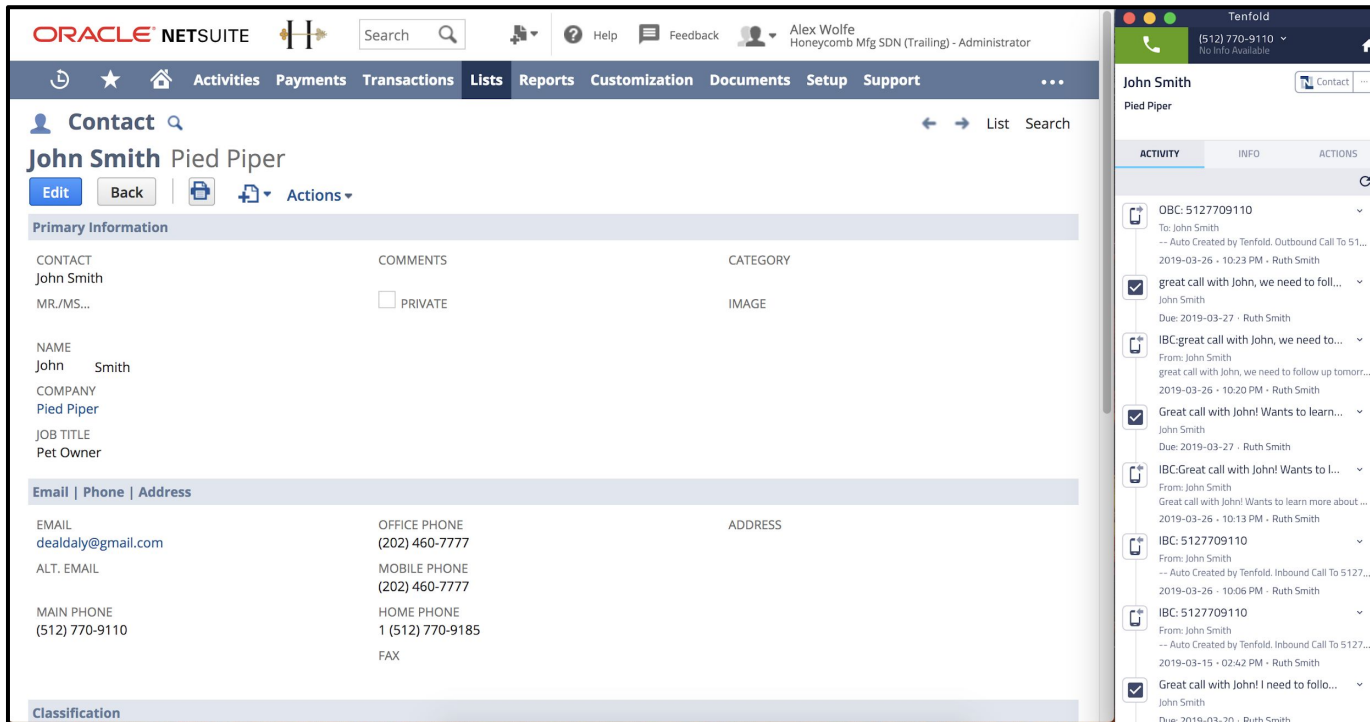 ORACLE NETSUITE
Search
Help
Feedback
Alex Wolfe
Honeycomb Mfg SDN (Trailing) - Administrator
Activities Payments Transactions Lists Reports Customization Documents Setup Support
Contact
List Search
John Smith Pied Piper
Edit Back Actions
Primary Information
CONTACT
John Smith
MR./MS...
NAME
John Smith
COMPANY
Pied Piper
JOB TITLE
Pet Owner
COMMENTS
PRIVATE
CATEGORY
IMAGE
Email | Phone | Address
EMAIL
dealdaly@gmail.com
ALT. EMAIL
MAIN PHONE
(512) 770-9110
OFFICE PHONE
(202) 460-7777
MOBILE PHONE
(202) 460-7777
HOME PHONE
1 (512) 770-9185
FAX
ADDRESS
Classification
Tenfold
(512) 770-9110
No Info Available
John Smith
N Contact ...
Pied Piper
ACTIVITY INFO ACTIONS
OBC: 5127709110
To: John Smith
-- Auto Created by Tenfold. Outbound Call To 51...
2019-03-26 • 10:23 PM • Ruth Smith
great call with John, we need to foll...
John Smith
Due: 2019-03-27 · Ruth Smith
IBC:great call with John, we need to...
From: John Smith
great call with John, we need to follow up tomorr...
2019-03-26 • 10:20 PM • Ruth Smith
Great call with John! Wants to learn...
John Smith
Due: 2019-03-27 · Ruth Smith
IBC:Great call with John! Wants to l...
From: John Smith
Great call with John! Wants to learn more about ...
2019-03-26 • 10:13 PM • Ruth Smith
IBC: 5127709110
From: John Smith
-- Auto Created by Tenfold. Inbound Call To 5127...
2019-03-26 • 10:06 PM • Ruth Smith
IBC: 5127709110
From: John Smith
-- Auto Created by Tenfold. Inbound Call To 5127...
2019-03-15 • 02:42 PM • Ruth Smith
Great call with John! I need to follo...
John Smith
Due: 2019-03-20 · Ruth Smith